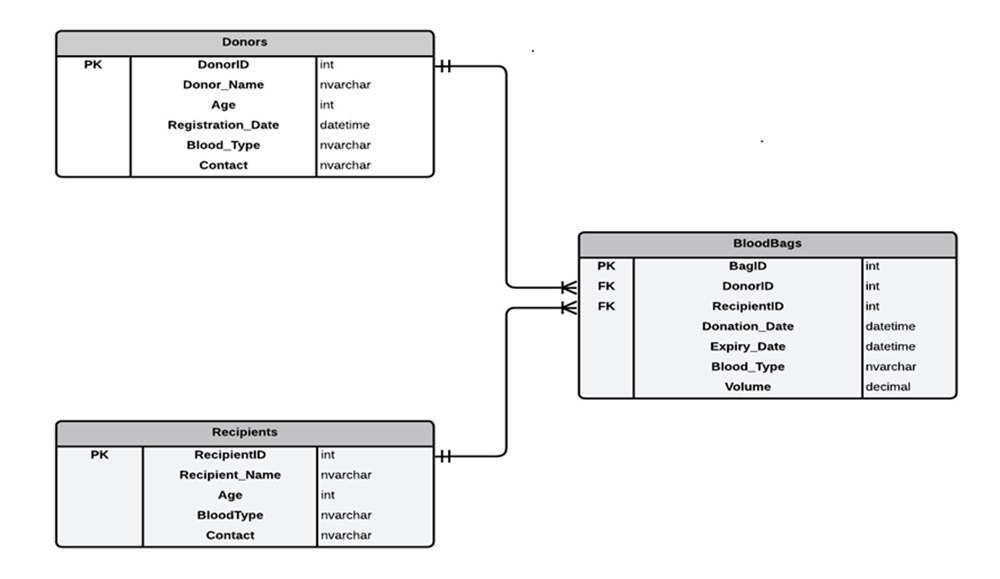 Donors
PK DonorID int
Donor_Name nvarchar
Age int
Registration_Date datetime
Blood_Type nvarchar
Contact nvarchar
BloodBags
PK BagID int
FK DonorID int
FK RecipientID int
Donation_Date datetime
Expiry_Date datetime
Blood_Type nvarchar
Volume decimal
Recipients
PK RecipientID int
Recipient_Name nvarchar
Age int
BloodType nvarchar
Contact nvarchar